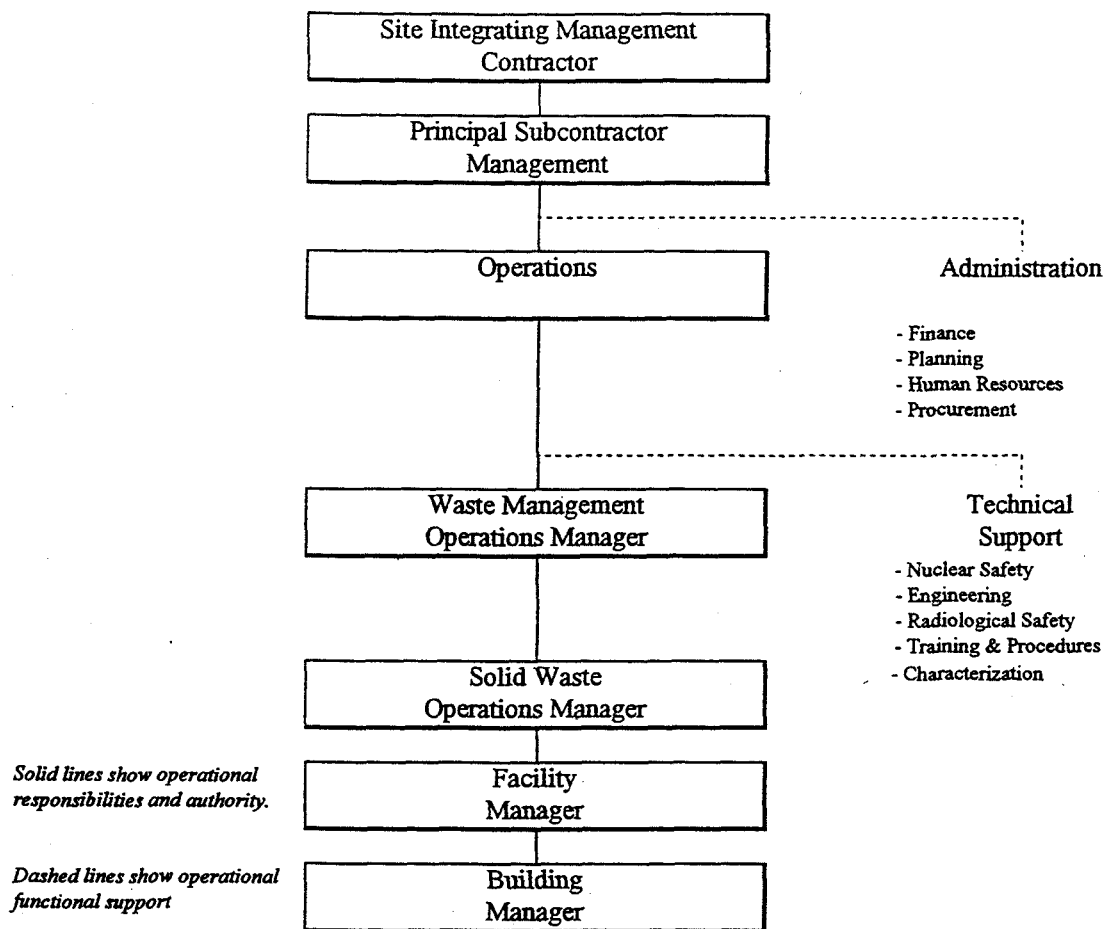 Site Integrating Management
Contractor
Principal Subcontractor
Management
Operations
Administration
- Finance
- Planning
- Human Resources
- Procurement
Waste Management
Operations Manager
Technical
Support
- Nuclear Safety
- Engineering
- Radiological Safety
- Training & Procedures
- Characterization
Solid Waste
Operations Manager
Solid lines show operational
responsibilities and authority.
Facility
Manager
Dashed lines show operational
functional support
Building
Manager